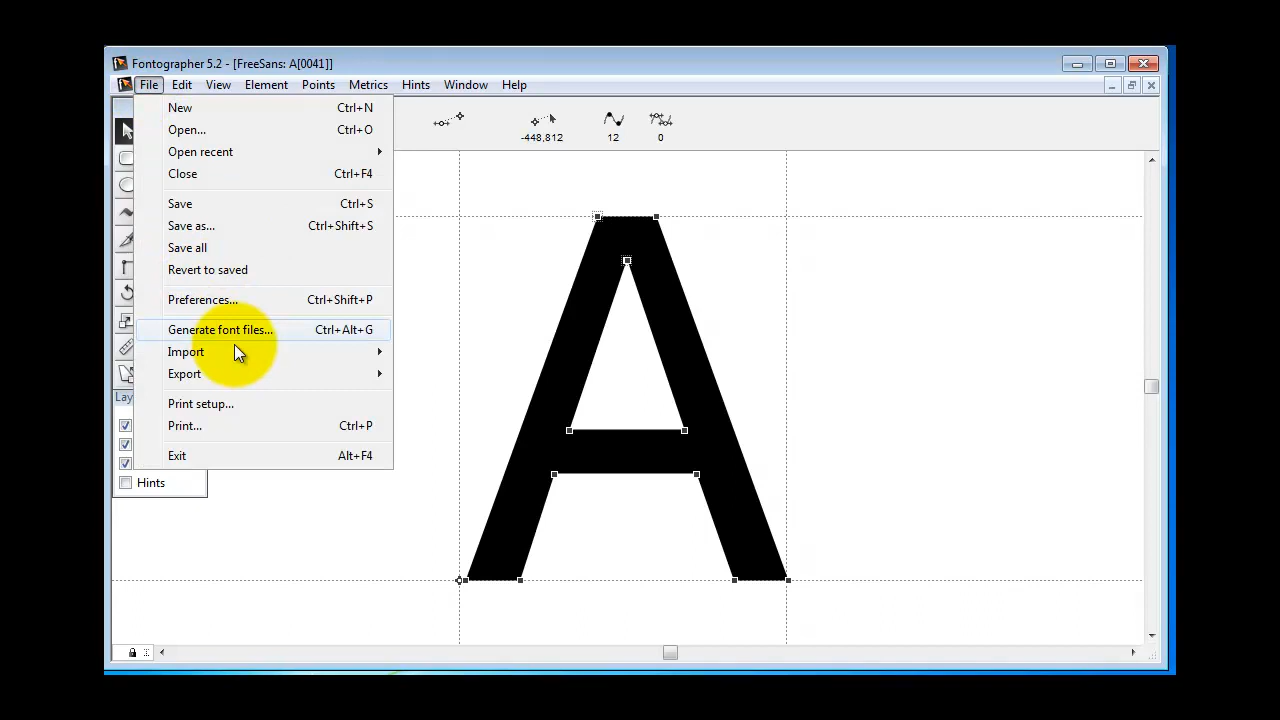 Fontographer 5.2 - [FreeSans: A[0041]]
File Edit View Element Points Metrics Hints Window Help
New Ctrl+N
Open... Ctrl+O
Open recent
Close Ctrl+F4
Save Ctrl+S
Save as... Ctrl+Shift+S
Save all
Revert to saved
Preferences... Ctrl+Shift+P
Generate font files... Ctrl+Alt+G
Import
Export
Print setup...
Print... Ctrl+P
Exit Alt+F4
-448,812 12 0
Lay
Hints
A